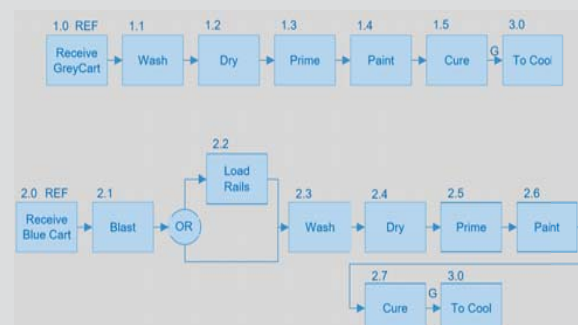 1.0 REF 1.1 1.2 1.3 1.4 1.5 3.0
Receive
GreyCart Wash Dry Prime Paint Cure G To Cool
2.2
Load
Rails
2.0 REF 2.1 2.3 2.4 2.5 2.6
Receive
Blue Cart Blast OR Wash Dry Prime Paint
2.7 3.0
Cure G To Cool